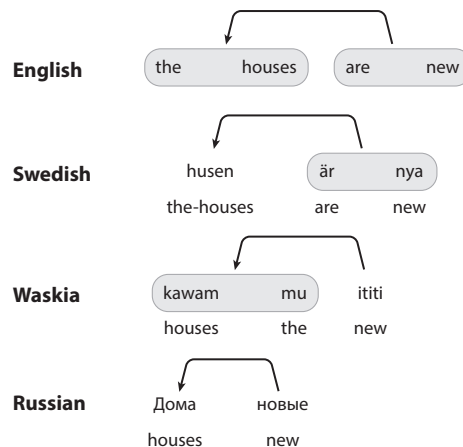 English the houses are new
Swedish husen är nya
the-houses are new
Waskia kawam mu ititi
houses the new
Russian Дома новые
houses new